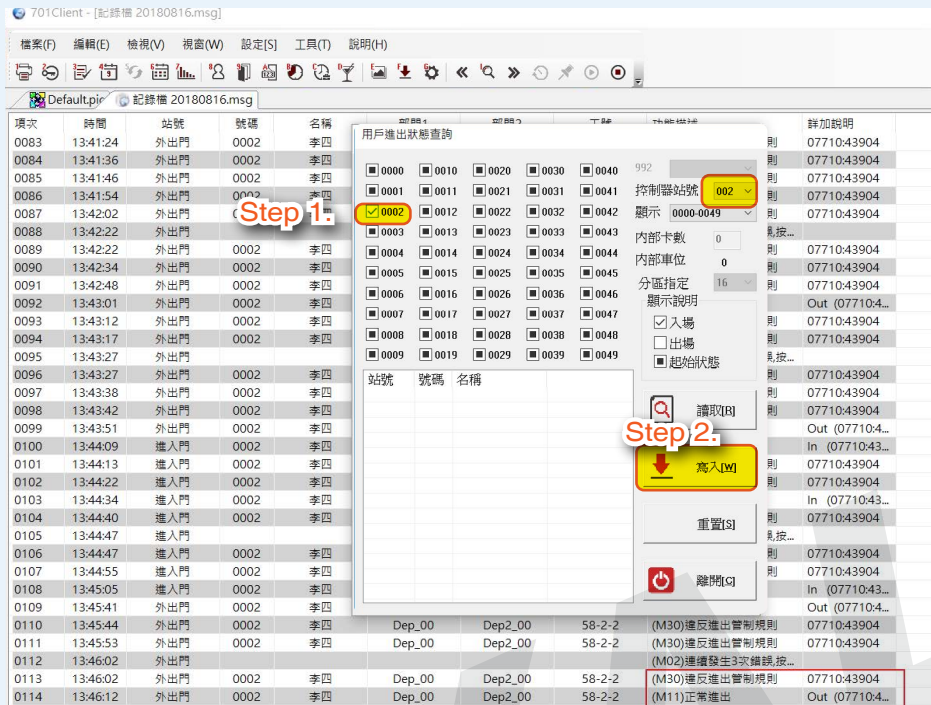 701Client - [記錄檔 20180816.msg]
檔案(F) 編輯(E) 檢視(V) 視窗(W) 設定[S] 工具(T) 說明(H)
Default.pic 記錄檔 20180816.msg
項次 時間 站號 號碼 名稱 詳加說明
0083 13:41:24 外出門 0002 李四 則 07710:43904
0084 13:41:36 外出門 0002 李四 則 07710:43904
0085 13:41:46 外出門 0002 李四 則 07710:43904
0086 13:41:54 外出門 0002 李四 則 07710:43904
0087 13:42:02 外出門 則 07710:43904
0088 13:42:22 外出門 誤,按...
0089 13:42:22 外出門 0002 李四 則 07710:43904
0090 13:42:34 外出門 0002 李四 則 07710:43904
0091 13:42:48 外出門 0002 李四 則 07710:43904
0092 13:43:01 外出門 0002 李四 Out (07710:4...
0093 13:43:12 外出門 0002 李四 則 07710:43904
0094 13:43:17 外出門 0002 李四 則 07710:43904
0095 13:43:27 外出門 誤,按...
0096 13:43:27 外出門 0002 李四 則 07710:43904
0097 13:43:38 外出門 0002 李四 則 07710:43904
0098 13:43:42 外出門 0002 李四 則 07710:43904
0099 13:43:51 外出門 0002 李四 Out (07710:4...
0100 13:44:09 進入門 0002 李四 In (07710:43...
0101 13:44:13 進入門 0002 李四 則 07710:43904
0102 13:44:22 進入門 0002 李四 則 07710:43904
0103 13:44:34 進入門 0002 李四 In (07710:43...
0104 13:44:40 進入門 0002 李四 則 07710:43904
0105 13:44:47 進入門 誤,按...
0106 13:44:47 進入門 0002 李四 則 07710:43904
0107 13:44:55 進入門 0002 李四 則 07710:43904
0108 13:45:05 進入門 0002 李四 In (07710:43...
0109 13:45:41 外出門 0002 李四 Out (07710:4...
0110 13:45:44 外出門 0002 李四 Dep_00 Dep2_00 58-2-2 (M30)違反進出管制規則 07710:43904
0111 13:45:53 外出門 0002 李四 Dep_00 Dep2_00 58-2-2 (M30)違反進出管制規則 07710:43904
0112 13:46:02 外出門 (M02)連續發生3次錯誤,按...
0113 13:46:02 外出門 0002 李四 Dep_00 Dep2_00 58-2-2 (M30)違反進出管制規則 07710:43904
0114 13:46:12 外出門 0002 李四 Dep_00 Dep2_00 58-2-2 (M11)正常進出 Out (07710:4...
用戶進出狀態查詢
0000 0010 0020 0030 0040
0001 0011 0021 0031 0041
Step 1.
0002 0012 0022 0032 0042
0003 0013 0023 0033 0043
0004 0014 0024 0034 0044
0005 0015 0025 0035 0045
0006 0016 0026 0036 0046
0007 0017 0027 0037 0047
0008 0018 0028 0038 0048
0009 0019 0029 0039 0049
992
控制器站號 002
顯示 0000-0049
內部卡數 0
內部車位 0
分區指定 16
顯示說明
入場
出場
起始狀態
站號 號碼 名稱
讀取[R]
Step 2.
寫入[W]
重置[S]
離開[C]